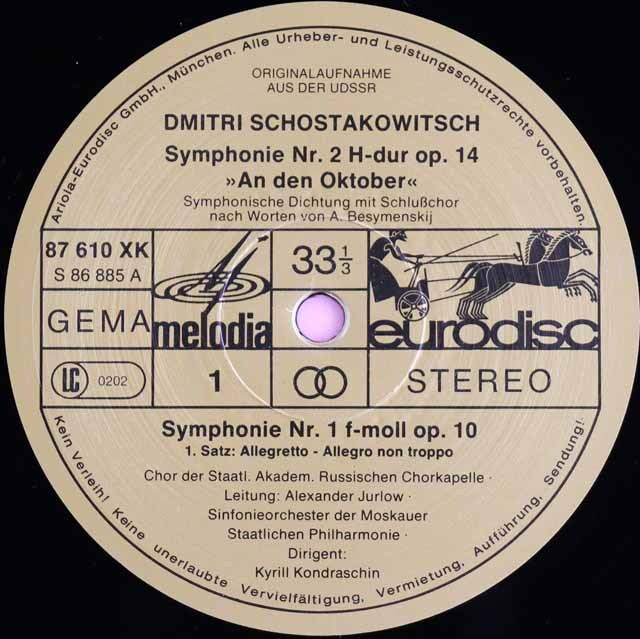 Ariola-Eurodisc GmbH., München. Alle Urheber- und Leistungsschutzrechte vorbehalten.
ORIGINALAUFNAHME
AUS DER UDSSR
DMITRI SCHOSTAKOWITSCH
Symphonie Nr. 2 H-dur op. 14
»An den Oktober«
Symphonische Dichtung mit Schlußchor
nach Worten von A. Besymenskij
87 610 XK
S 86 885 A
33 1/3
GEMA
melodia
eurodisc
LC 0202
1
STEREO
Symphonie Nr. 1 f-moll op. 10
1. Satz: Allegretto - Allegro non troppo
Chor der Staatl. Akadem. Russischen Chorkapelle ·
Leitung: Alexander Jurlow ·
Sinfonieorchester der Moskauer
Staatlichen Philharmonie ·
Dirigent:
Kyrill Kondraschin
Kein Verleih! Keine unerlaubte Vervielfältigung, Vermietung, Aufführung, Sendung!